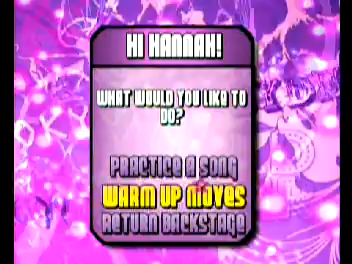 HI HANNAH!
WHAT WOULD YOU LIKE TO
DO?
PRACTICE A SONG
WARM UP MOVES
RETURN BACKSTAGE